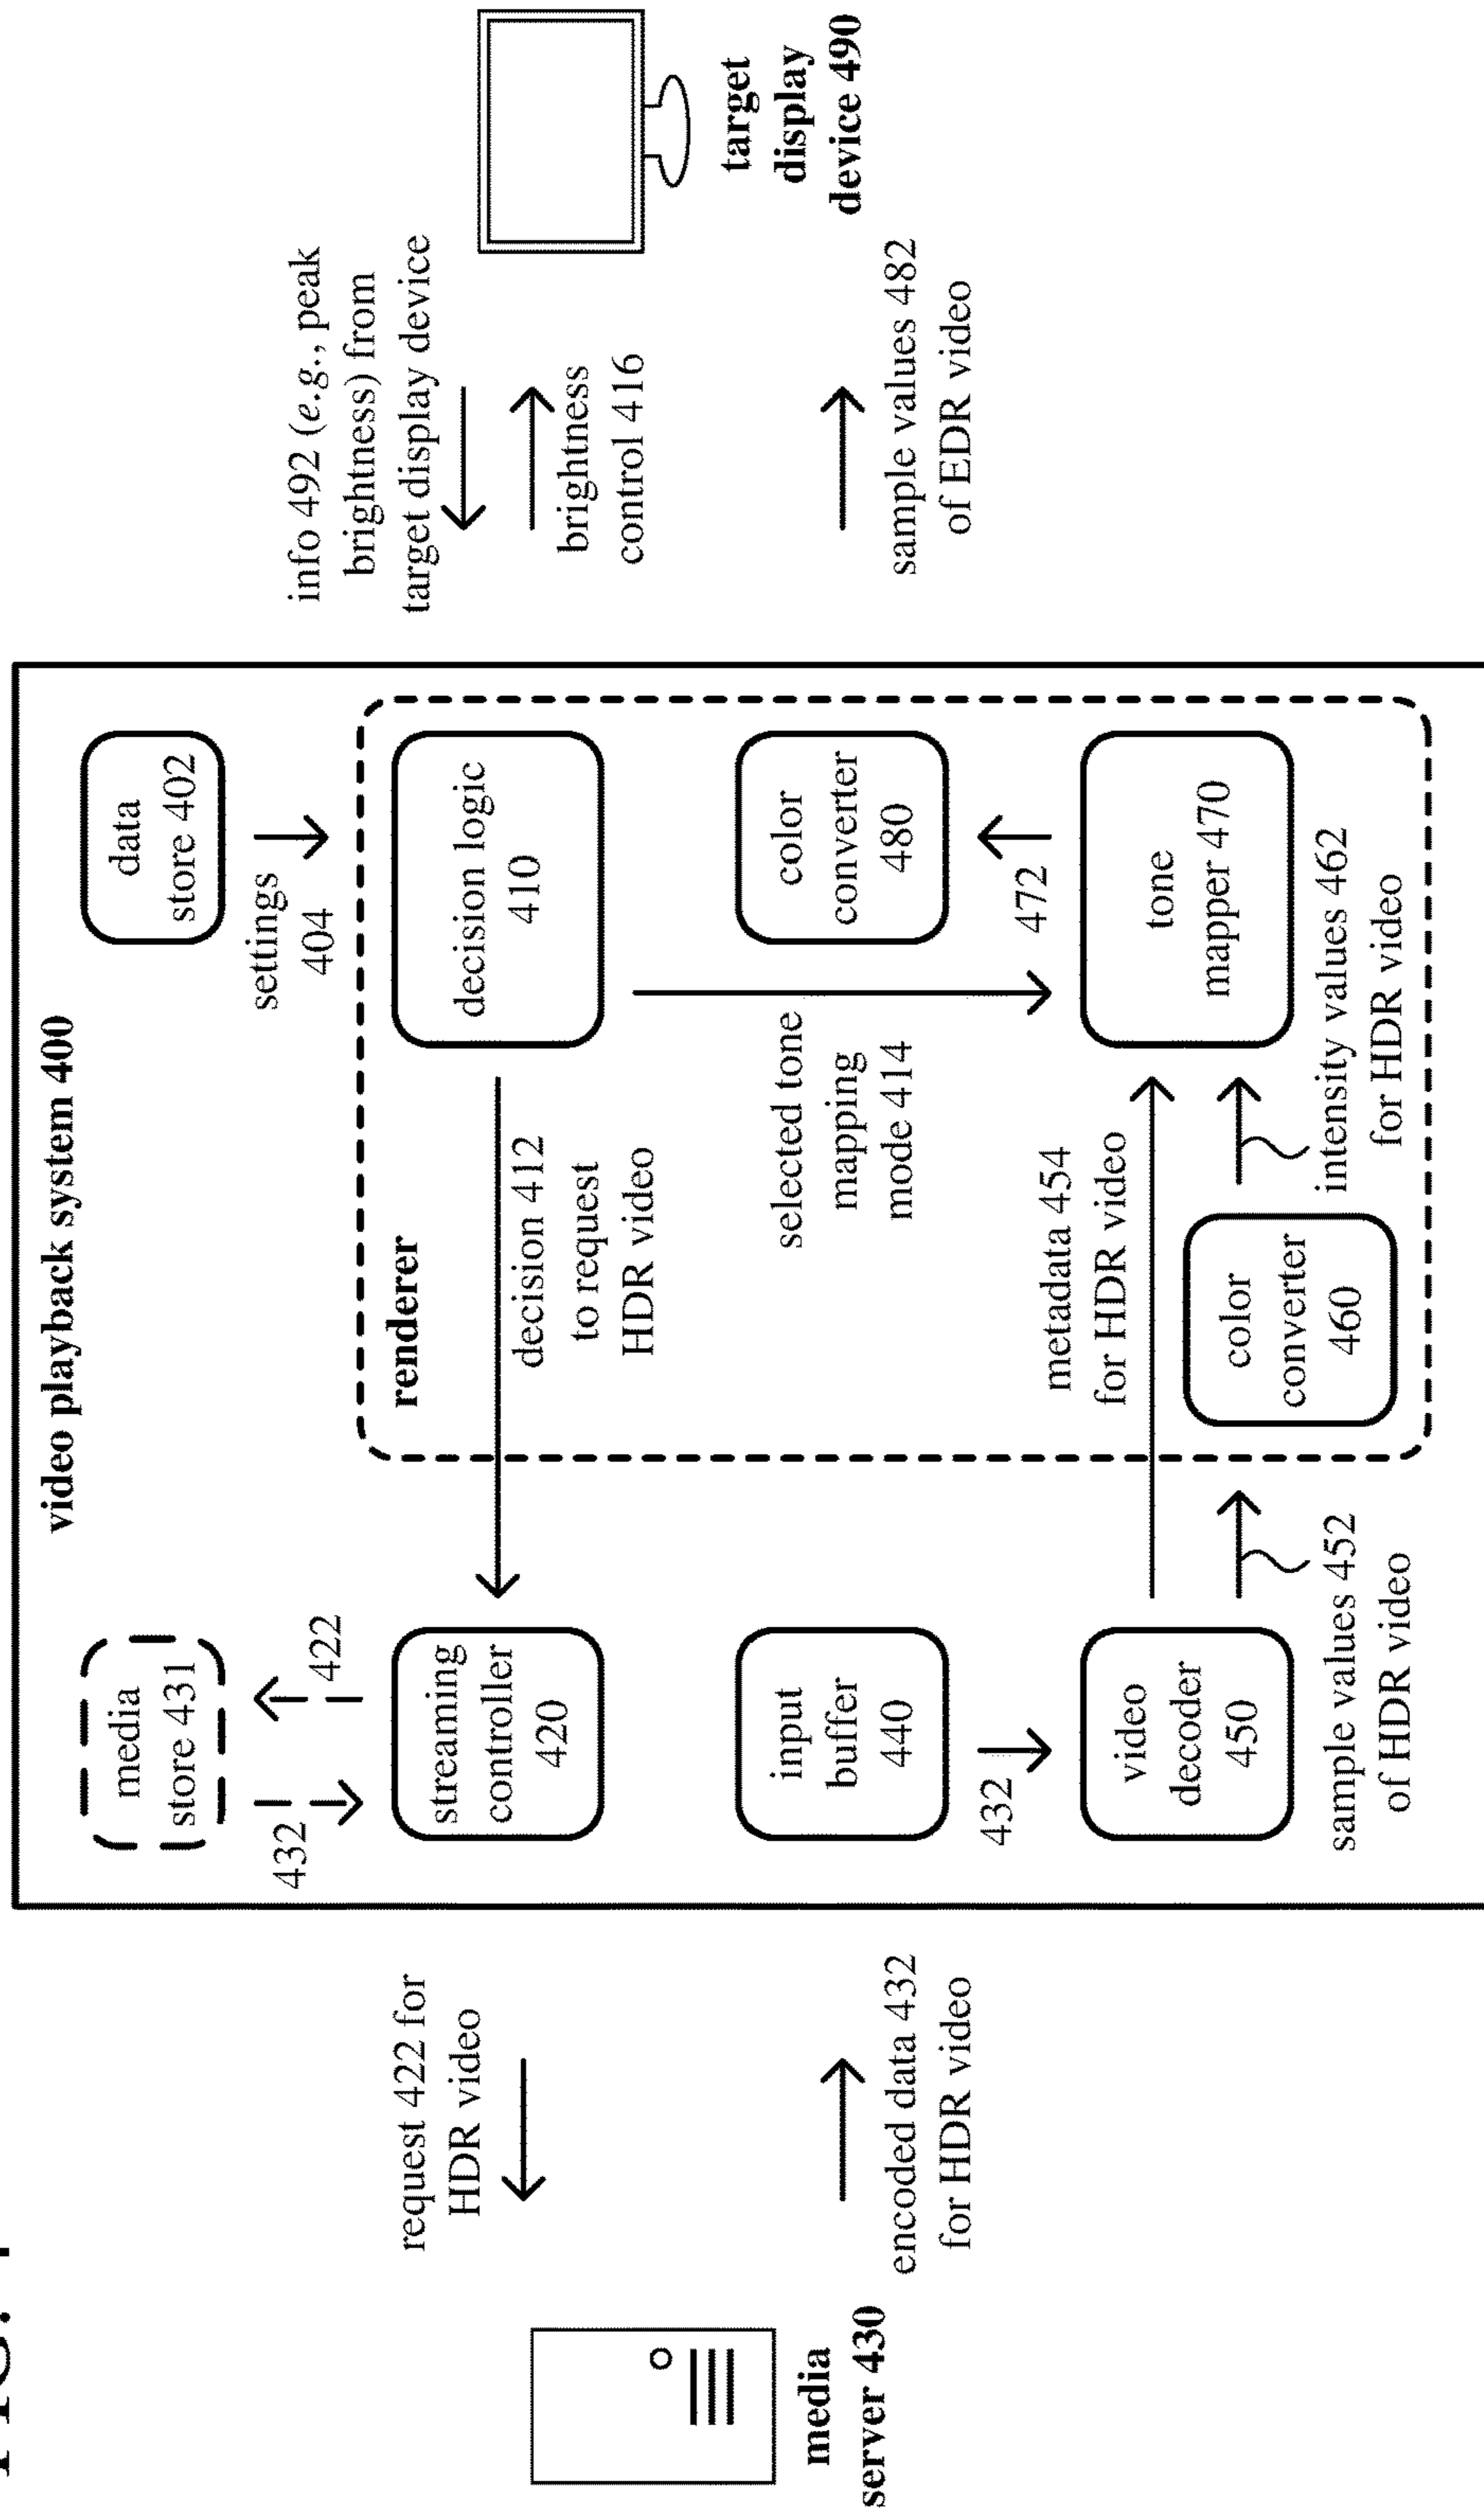 video playback system 400
media
store 431
432
422
data
store 402
settings
404
renderer
streaming
controller
420
decision logic
410
decision 412
to request
HDR video
request 422 for
HDR video
media
server 430
encoded data 432
for HDR video
input
buffer
440
432
video
decoder
450
selected tone
mapping
mode 414
color
converter
480
472
metadata 454
for HDR video
color
converter
460
tone
mapper 470
sample values 452
of HDR video
intensity values 462
for HDR video
info 492 (e.g., peak
brightness) from
target display device
brightness
control 416
target
display
device 490
sample values 482
of EDR video